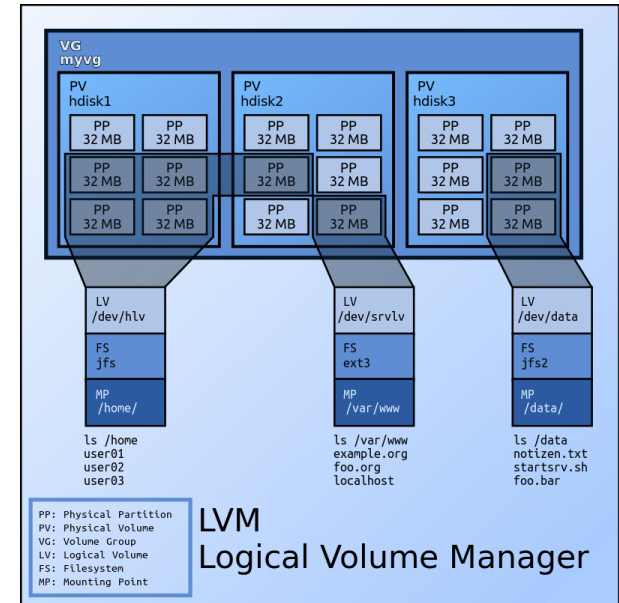 VG
myvg
PV
hdisk1
PP
32 MB
PP
32 MB
PP
32 MB
PP
32 MB
PP
32 MB
PP
32 MB
PV
hdisk2
PP
32 MB
PP
32 MB
PP
32 MB
PP
32 MB
PP
32 MB
PP
32 MB
PV
hdisk3
PP
32 MB
PP
32 MB
PP
32 MB
PP
32 MB
PP
32 MB
PP
32 MB
LV
/dev/hlv
FS
jfs
MP
/home/
ls /home
user01
user02
user03
LV
/dev/srvlv
FS
ext3
MP
/var/www
ls /var/www
example.org
foo.org
localhost
LV
/dev/data
FS
jfs2
MP
/data/
ls /data
notizen.txt
startsrv.sh
foo.bar
PP: Physical Partition
PV: Physical Volume
VG: Volume Group
LV: Logical Volume
FS: Filesystem
MP: Mounting Point
LVM
Logical Volume Manager